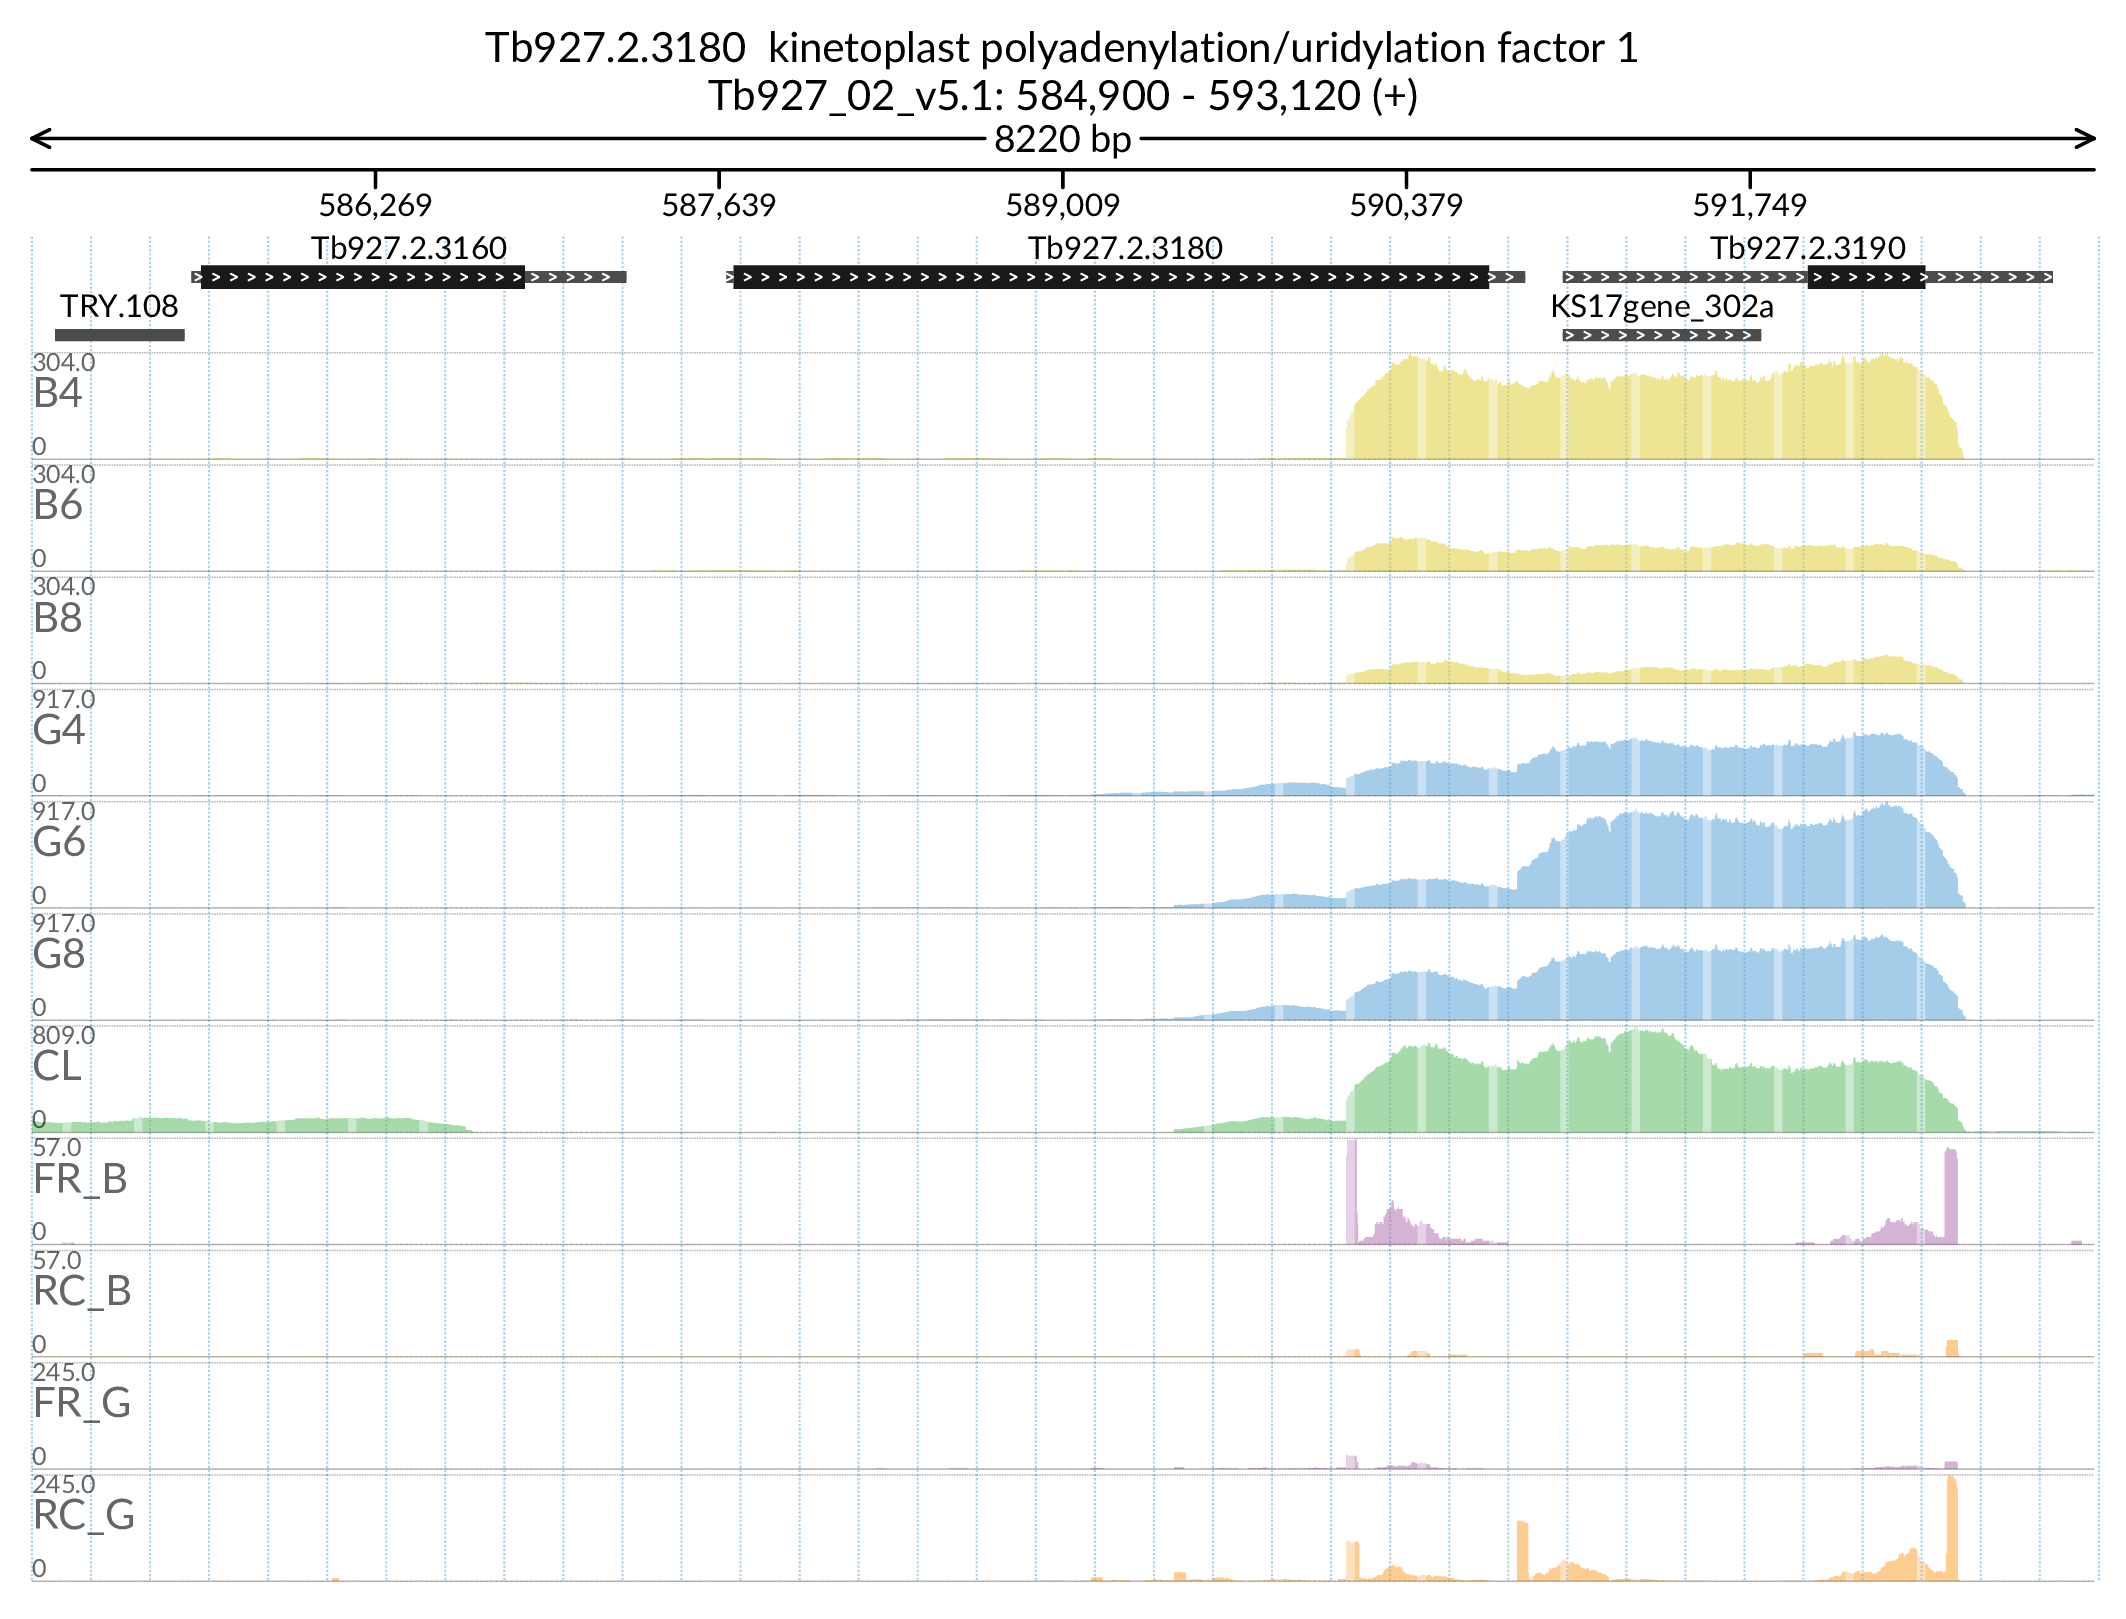 Tb927.2.3180 kinetoplast polyadenylation/uridylation factor 1
Tb927_02_v5.1: 584,900 - 593,120 (+)
8220 bp
586,269 587,639 589,009 590,379 591,749
Tb927.2.3160 Tb927.2.3180 Tb927.2.3190
TRY.108 KS17gene_302a
304.0
B4
0
304.0
B6
0
304.0
B8
0
917.0
G4
0
917.0
G6
0
917.0
G8
0
809.0
CL
0
57.0
FR_B
0
57.0
RC_B
0
245.0
FR_G
0
245.0
RC_G
0